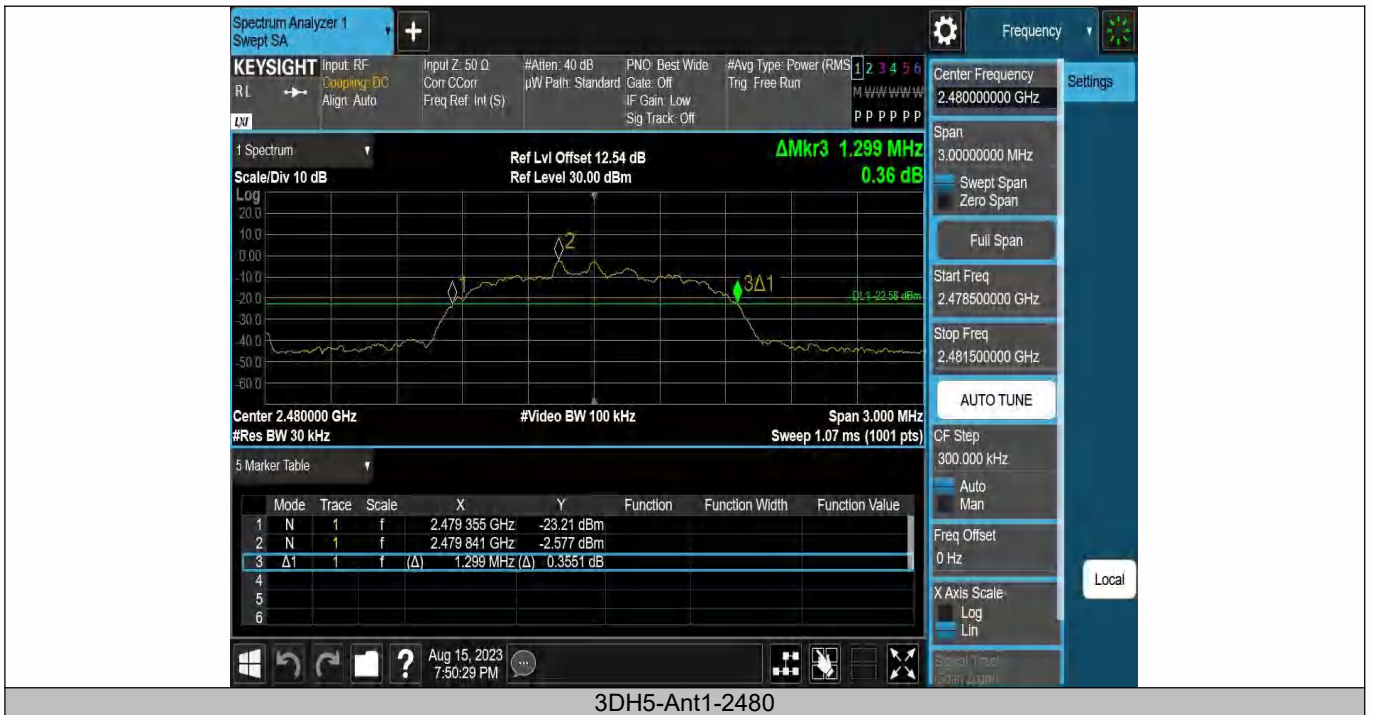 Spectrum Analyzer 1
Swept SA
+
Frequency
KEYSIGHT
Input: RF
Coupling: DC
Align: Auto
Input Z: 50 Ω
Corr CCorr
Freq Ref: Int (S)
#Atten: 40 dB
µW Path: Standard
PNO: Best Wide
Gate: Off
IF Gain: Low
Sig Track: Off
#Avg Type: Power (RMS
Trig: Free Run
1 2 3 4 5 6
M W W W W W
P P P P P P
R L
LXI
Center Frequency
2.480000000 GHz
Settings
Span
3.00000000 MHz
Swept Span
Zero Span
Full Span
Start Freq
2.478500000 GHz
Stop Freq
2.481500000 GHz
AUTO TUNE
CF Step
300.000 kHz
Auto
Man
Freq Offset
0 Hz
X Axis Scale
Log
Lin
Signal Track
(Span Zoom)
Local
1 Spectrum
Scale/Div 10 dB
Ref Lvl Offset 12.54 dB
Ref Level 30.00 dBm
ΔMkr3 1.299 MHz
0.36 dB
Log
20.0
10.0
0.00
-10.0
-20.0
-30.0
-40.0
-50.0
-60.0
1
2
3Δ1
DL1 -22.58 dBm
Center 2.480000 GHz
#Video BW 100 kHz
Span 3.000 MHz
#Res BW 30 kHz
Sweep 1.07 ms (1001 pts)
5 Marker Table
Mode Trace Scale X Y Function Function Width Function Value
1 N 1 f 2.479 355 GHz -23.21 dBm
2 N 1 f 2.479 841 GHz -2.577 dBm
3 Δ1 1 f (Δ) 1.299 MHz (Δ) 0.3551 dB
4
5
6
?
Aug 15, 2023
7:50:29 PM
3DH5-Ant1-2480